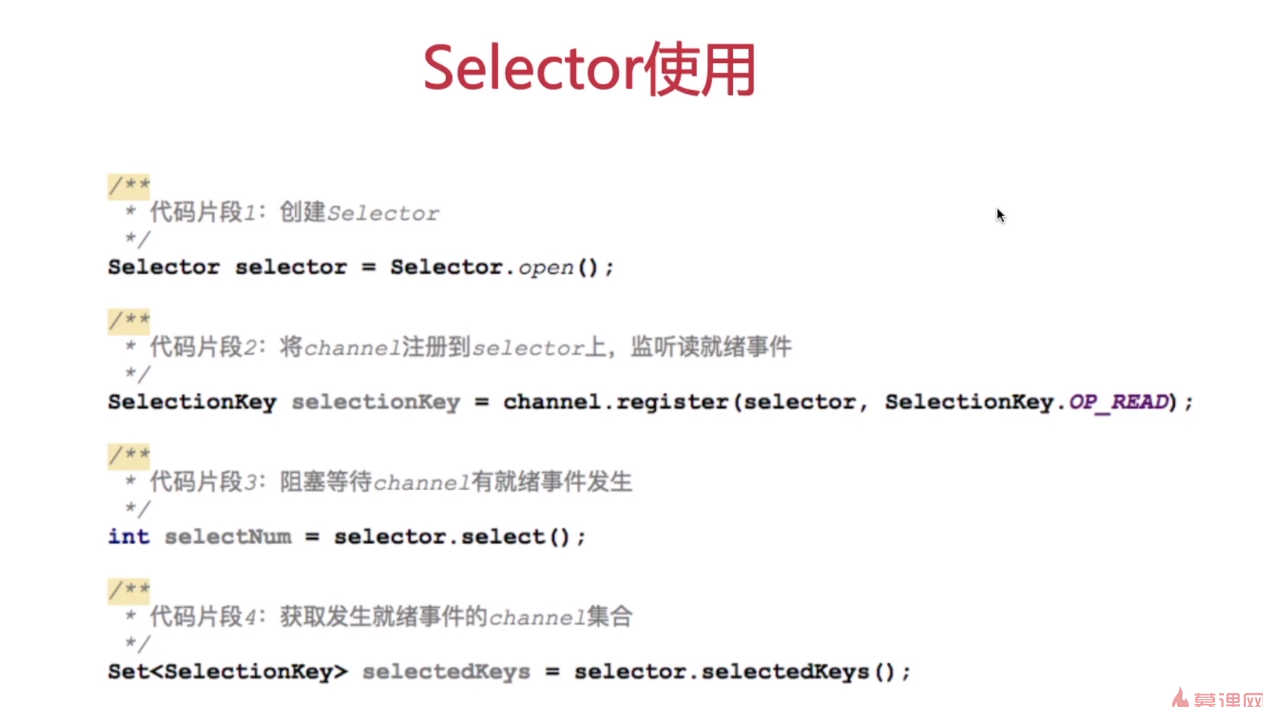 Selector使用
/**
 * 代码片段1：创建Selector
 */
Selector selector = Selector.open();
/**
 * 代码片段2：将channel注册到selector上，监听读就绪事件
 */
SelectionKey selectionKey = channel.register(selector, SelectionKey.OP_READ);
/**
 * 代码片段3：阻塞等待channel有就绪事件发生
 */
int selectNum = selector.select();
/**
 * 代码片段4：获取发生就绪事件的channel集合
 */
Set<SelectionKey> selectedKeys = selector.selectedKeys();
慕课网